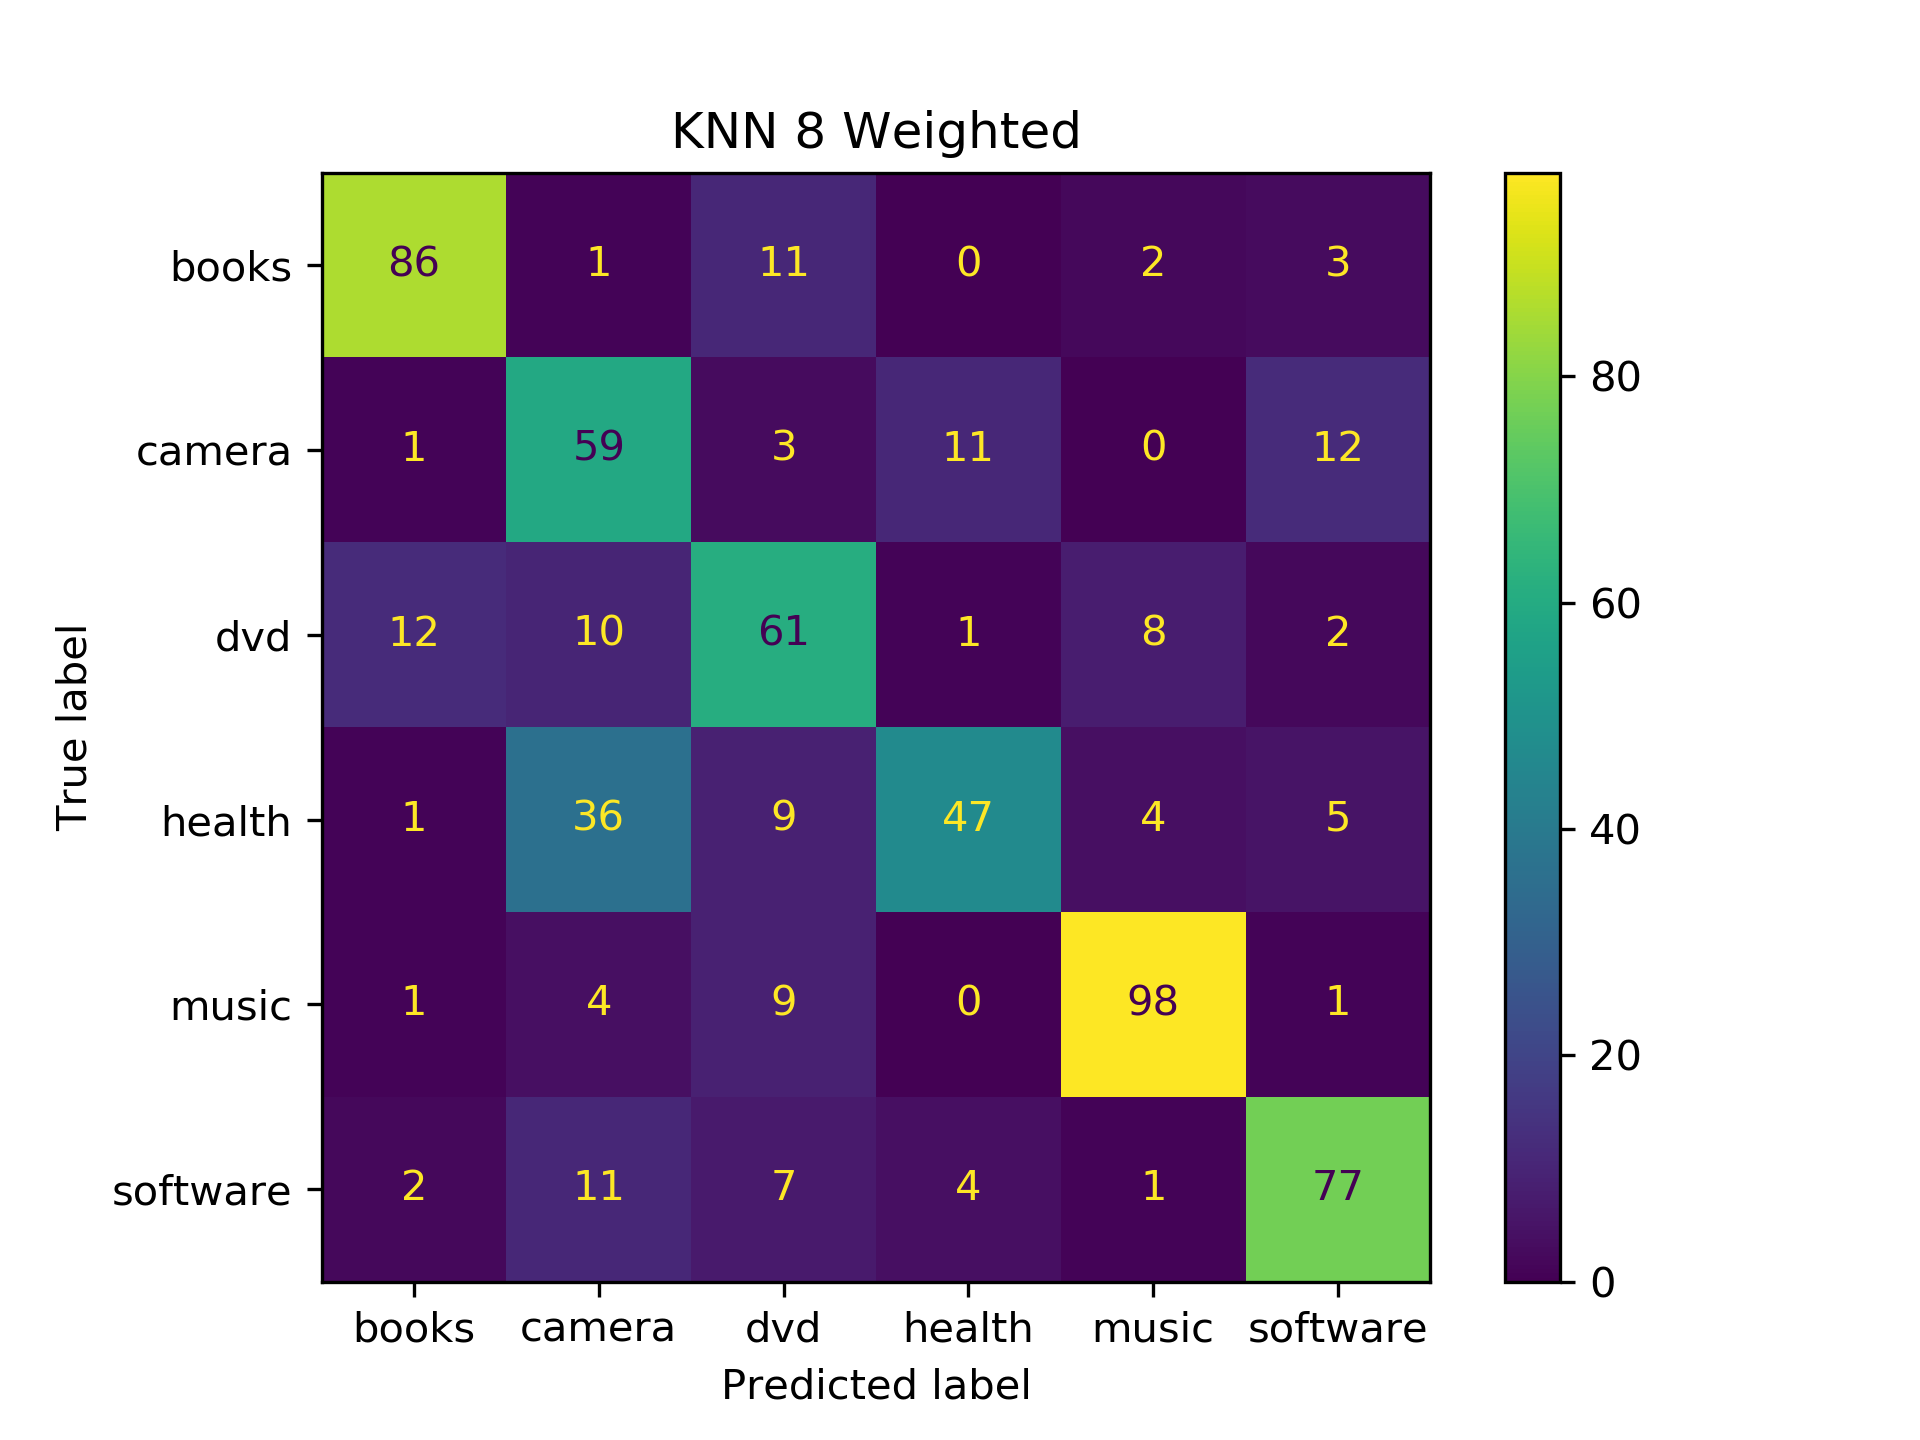 KNN 8 Weighted
books 86 1 11 0 2 3
camera 1 59 3 11 0 12
dvd 12 10 61 1 8 2
health 1 36 9 47 4 5
music 1 4 9 0 98 1
software 2 11 7 4 1 77
books camera dvd health music software
Predicted label
True label
80
60
40
20
0